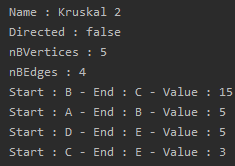 Name : Kruskal 2
Directed : false
nBVertices : 5
nBEdges : 4
Start : B - End : C - Value : 15
Start : A - End : B - Value : 5
Start : D - End : E - Value : 5
Start : C - End : E - Value : 3